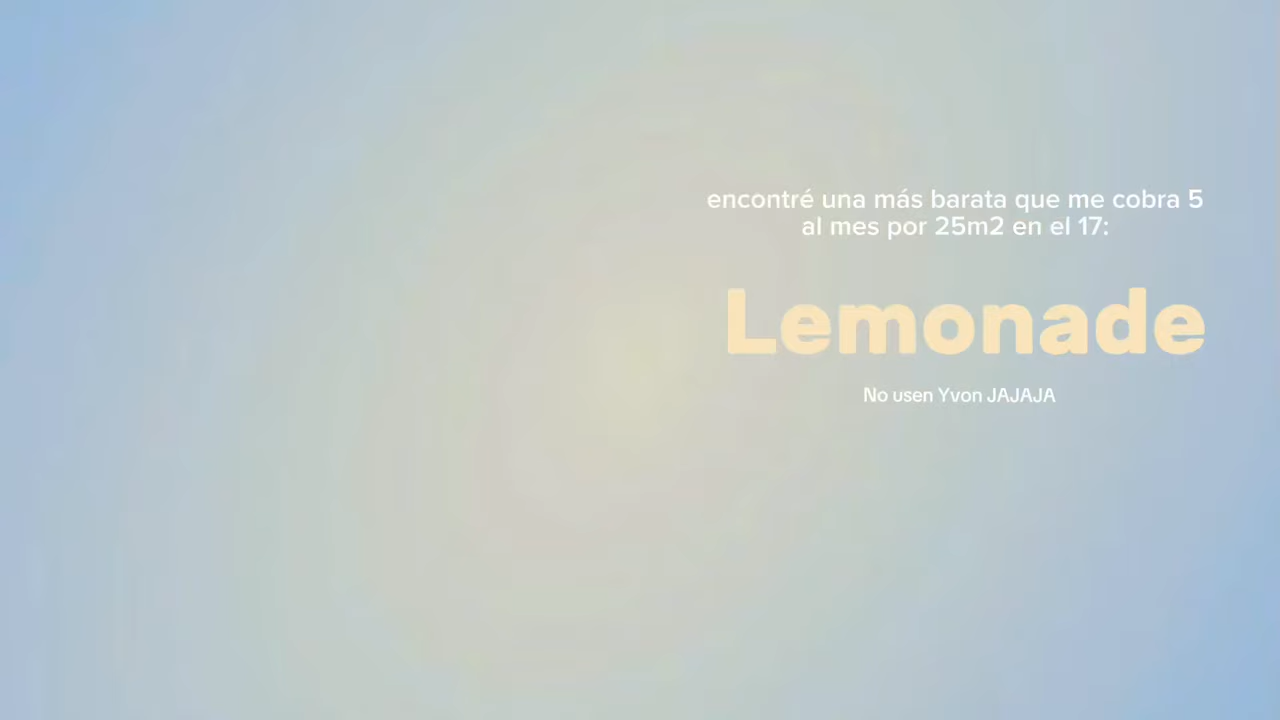 encontré una más barata que me cobra 5
al mes por 25m2 en el 17:
Lemonade
No usen Yvon JAJAJA